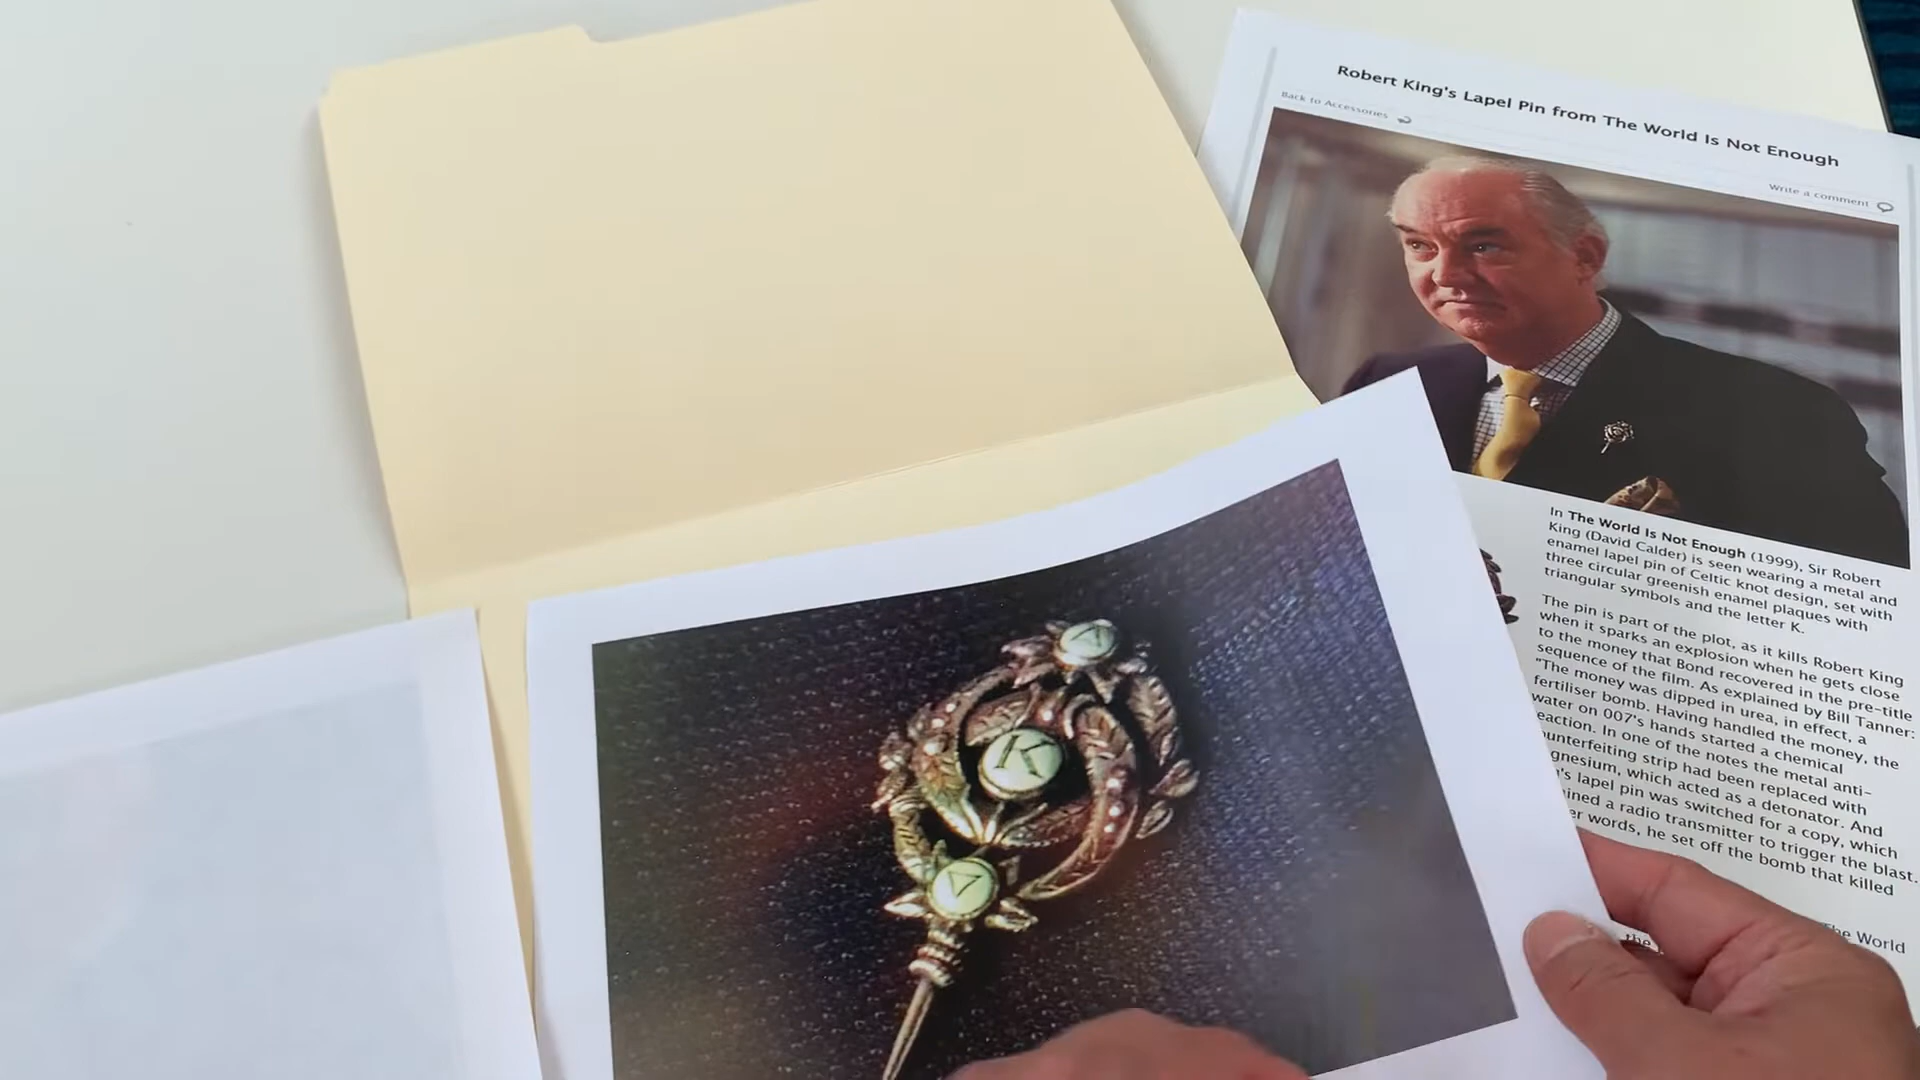 Robert King's Lapel Pin from The World Is Not Enough
Back to Accessories
Write a comment
In The World Is Not Enough (1999), Sir Robert
King (David Calder) is seen wearing a metal and
enamel lapel pin of Celtic knot design, set with
three circular greenish enamel plaques with
triangular symbols and the letter K.
The pin is part of the plot, as it kills Robert King
when it sparks an explosion when he gets close
to the money that Bond recovered in the pre-title
sequence of the film. As explained by Bill Tanner:
"The money was dipped in urea, in effect, a
fertiliser bomb. Having handled the money, the
water on 007's hands started a chemical
eaction. In one of the notes the metal anti-
unterfeiting strip had been replaced with
gnesium, which acted as a detonator. And
's lapel pin was switched for a copy, which
ined a radio transmitter to trigger the blast.
er words, he set off the bomb that killed
The World
the
K